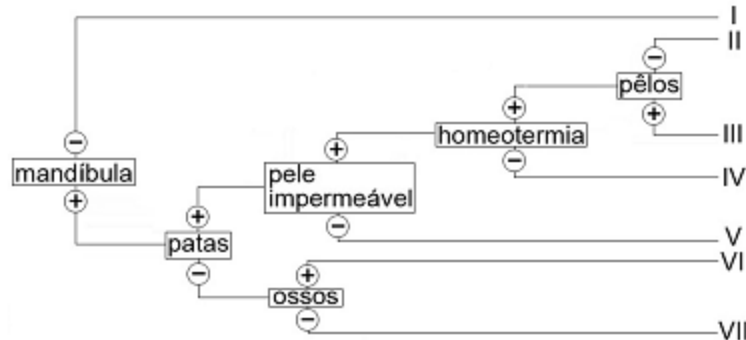 I
II
pêlos
homeotermia
III
mandíbula
pele
impermeável
IV
patas
V
VI
ossos
VII